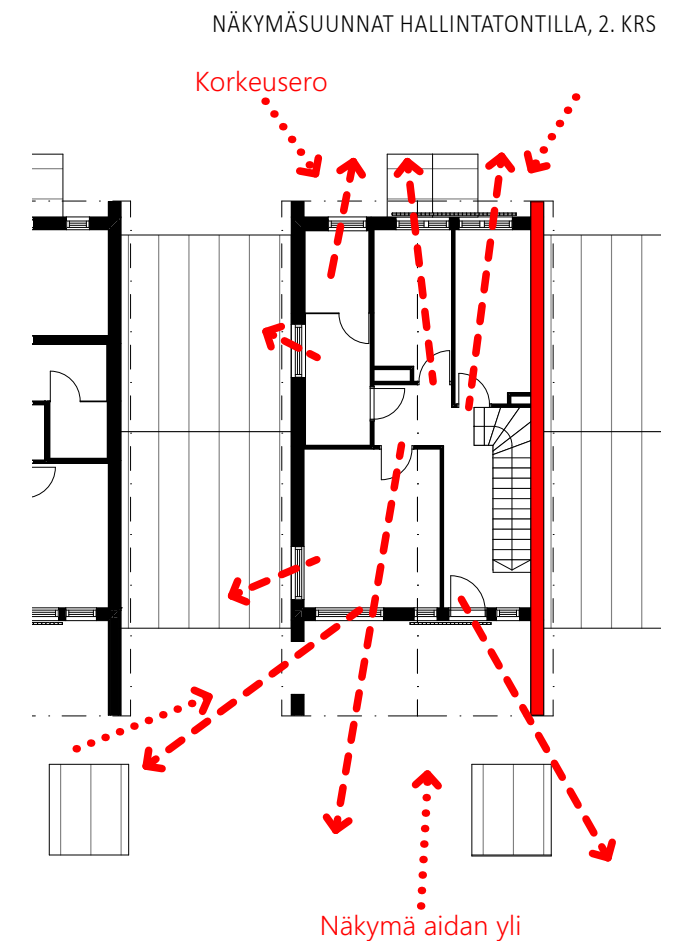 NÄKYMÄSUUNNAT HALLINTATONTILLA, 2. KRS
Korkeusero
Näkymä aidan yli